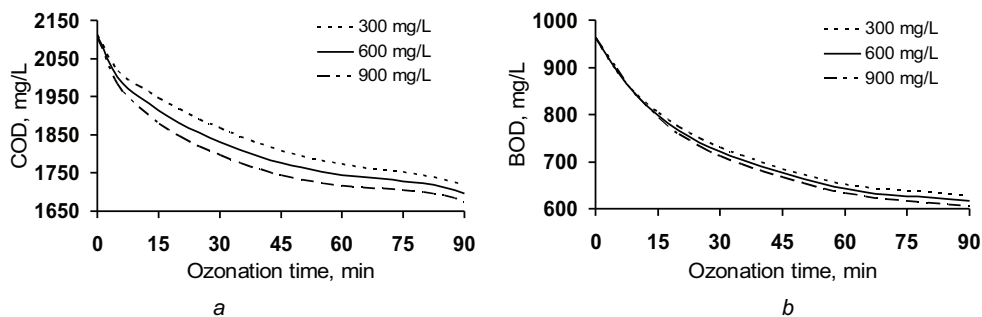 2150
2050
1950
1850
1750
1650
COD, mg/L
300 mg/L
600 mg/L
900 mg/L
0 15 30 45 60 75 90
Ozonation time, min
a
1000
900
800
700
600
BOD, mg/L
300 mg/L
600 mg/L
900 mg/L
0 15 30 45 60 75 90
Ozonation time, min
b